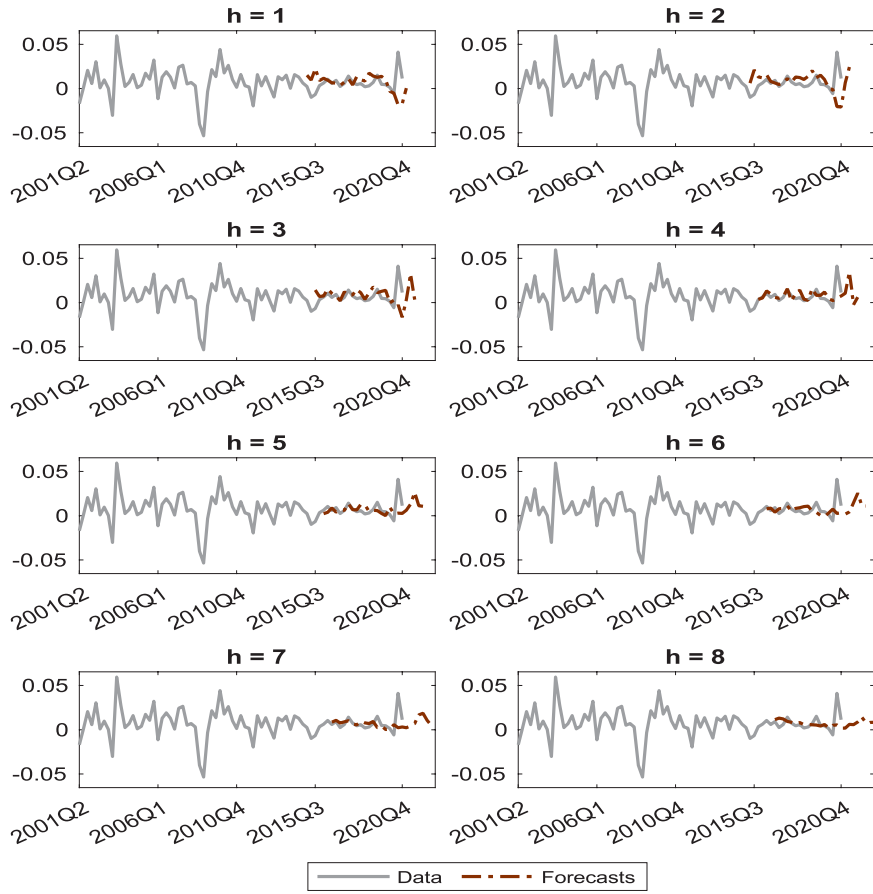 h = 1
h = 2
0.05
0
-0.05
0.05
0
-0.05
2001Q2
2006Q1
2010Q4
2015Q3
2020Q4
2001Q2
2006Q1
2010Q4
2015Q3
2020Q4
h = 3
h = 4
0.05
0
-0.05
0.05
0
-0.05
2001Q2
2006Q1
2010Q4
2015Q3
2020Q4
2001Q2
2006Q1
2010Q4
2015Q3
2020Q4
h = 5
h = 6
0.05
0
-0.05
0.05
0
-0.05
2001Q2
2006Q1
2010Q4
2015Q3
2020Q4
2001Q2
2006Q1
2010Q4
2015Q3
2020Q4
h = 7
h = 8
0.05
0
-0.05
0.05
0
-0.05
2001Q2
2006Q1
2010Q4
2015Q3
2020Q4
2001Q2
2006Q1
2010Q4
2015Q3
2020Q4
Data
Forecasts